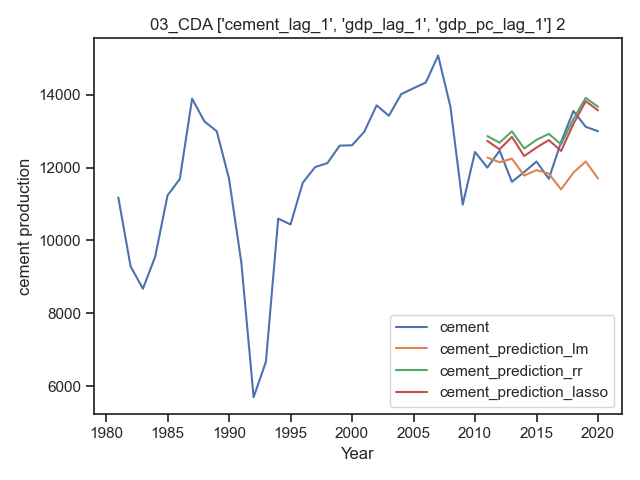 03_CDA ['cement_lag_1', 'gdp_lag_1', 'gdp_pc_lag_1'] 2
cement production
14000
12000
10000
8000
6000
cement
cement_prediction_lm
cement_prediction_rr
cement_prediction_lasso
1980 1985 1990 1995 2000 2005 2010 2015 2020
Year